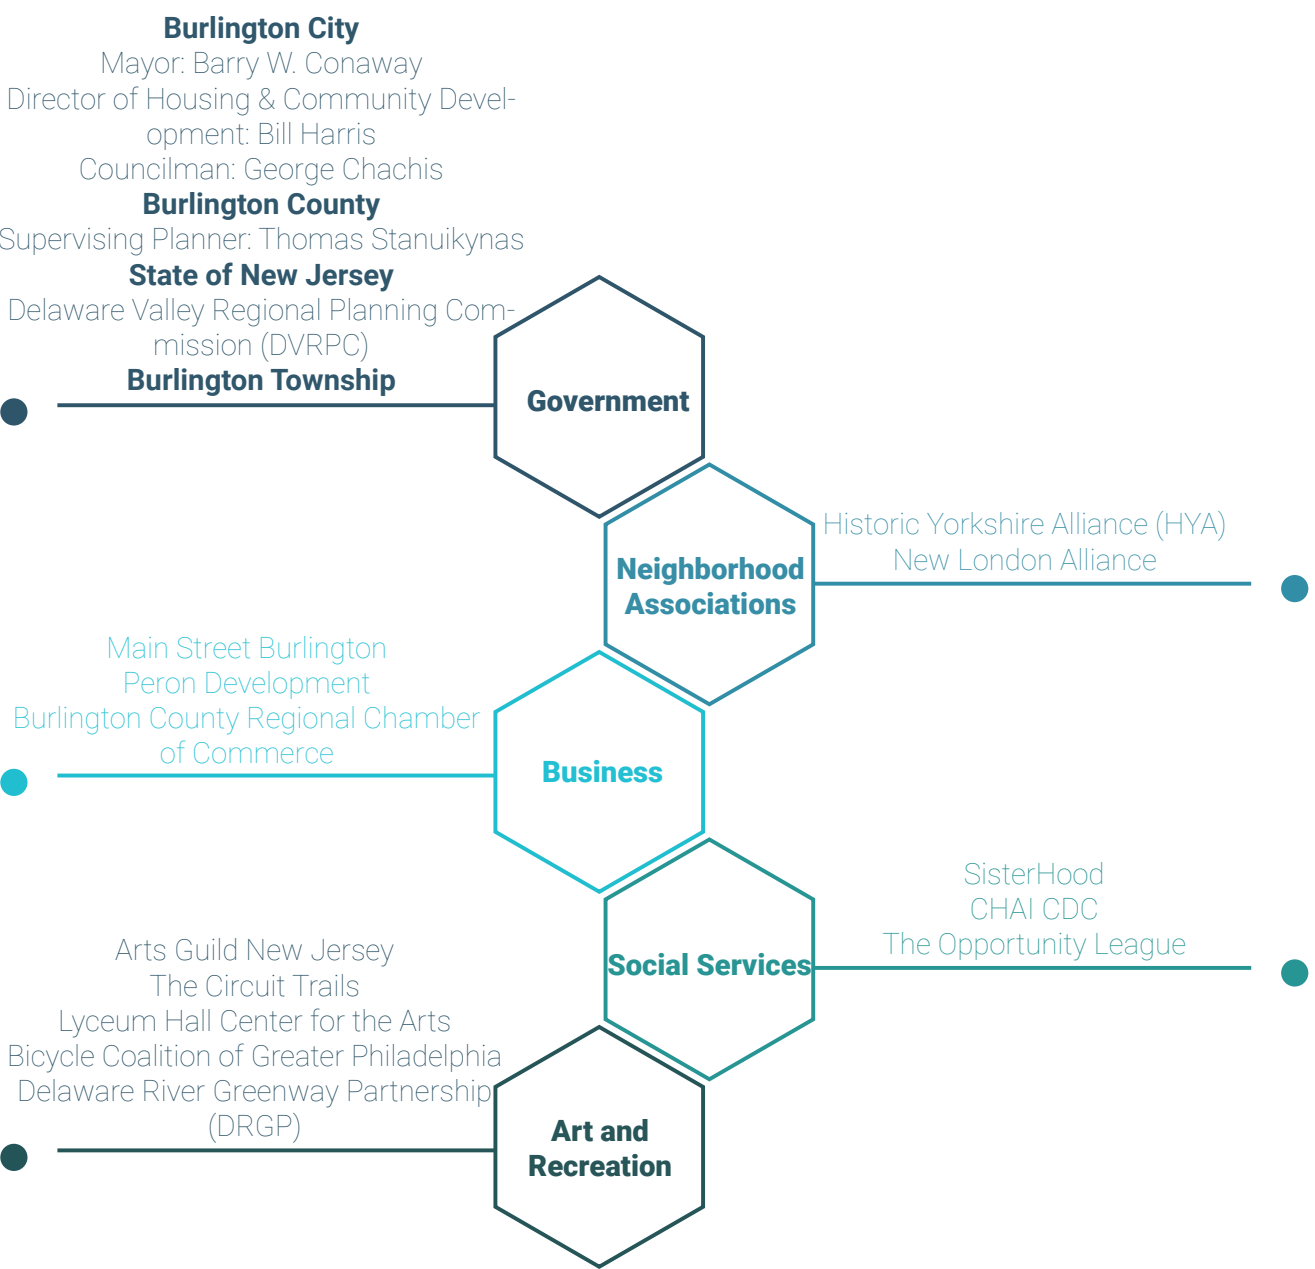 Burlington City
Mayor: Barry W. Conaway
Director of Housing & Community Devel-
opment: Bill Harris
Councilman: George Chachis
Burlington County
Supervising Planner: Thomas Stanuikynas
State of New Jersey
Delaware Valley Regional Planning Com-
mission (DVRPC)
Burlington Township
Government
Historic Yorkshire Alliance (HYA)
New London Alliance
Neighborhood
Associations
Main Street Burlington
Peron Development
Burlington County Regional Chamber
of Commerce
Business
SisterHood
CHAI CDC
The Opportunity League
Social Services
Arts Guild New Jersey
The Circuit Trails
Lyceum Hall Center for the Arts
Bicycle Coalition of Greater Philadelphia
Delaware River Greenway Partnership
(DRGP)
Art and
Recreation